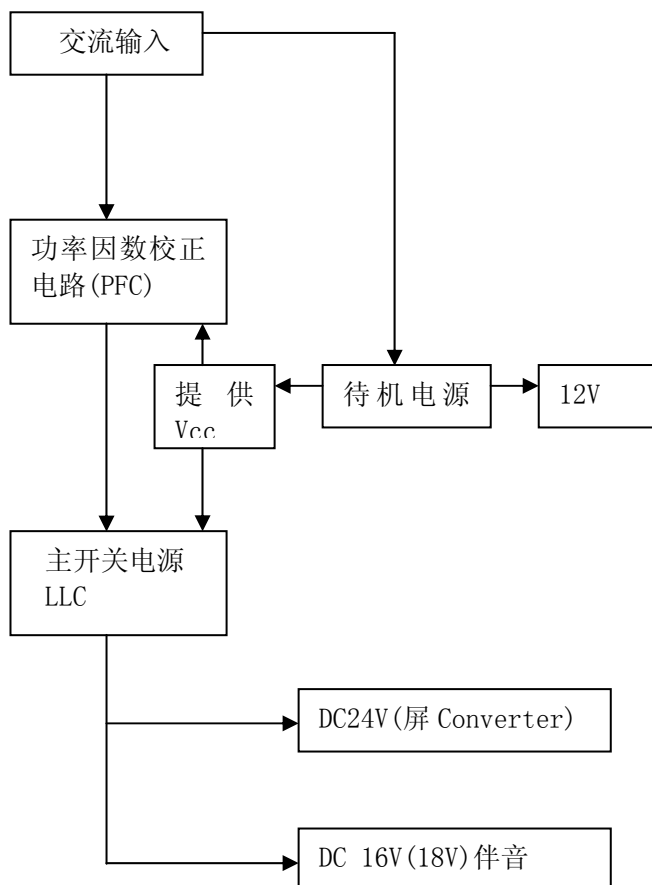 交流输入
功率因数校正
电路(PFC)
提 供
Vcc
待机电源
12V
主开关电源
LLC
DC24V(屏 Converter)
DC 16V(18V)伴音